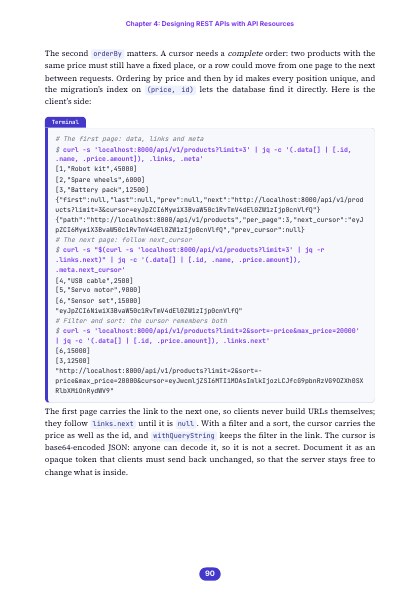 Chapter 4: Designing REST APIs with API Resources
The second orderBy matters. A cursor needs a complete order: two products with the
same price must still have a fixed place, or a row could move from one page to the next
between requests. Ordering by price and then by id makes every position unique, and
the migration's index on (price, id) lets the database find it directly. Here is the
client's side:
Terminal
# The first page: data, links and meta
$ curl -s 'localhost:8000/api/v1/products?limit=3' | jq -c '(.data[] | [.id,
.name, .price.amount]), .links, .meta'
[1,"Robot kit",45000]
[2,"Spare wheels",6000]
[3,"Battery pack",12500]
{"first":null,"last":null,"prev":null,"next":"http://localhost:8000/api/v1/prod
ucts?limit=3&cursor=eyJpZCI6MywiX3BvaW50c1RvTmV4dEl0ZW1zIjp0cnVlfQ"}
{"path":"http://localhost:8000/api/v1/products","per_page":3,"next_cursor":"eyJ
pZCI6MywiX3BvaW50c1RvTmV4dEl0ZW1zIjp0cnVlfQ","prev_cursor":null}
# The next page: follow next_cursor
$ curl -s "$(curl -s 'localhost:8000/api/v1/products?limit=3' | jq -r
.links.next)" | jq -c '(.data[] | [.id, .name, .price.amount]),
.meta.next_cursor'
[4,"USB cable",2500]
[5,"Servo motor",9000]
[6,"Sensor set",15000]
"eyJpZCI6NiwiX3BvaW50c1RvTmV4dEl0ZW1zIjp0cnVlfQ"
# Filter and sort: the cursor remembers both
$ curl -s 'localhost:8000/api/v1/products?limit=2&sort=-price&max_price=20000'
| jq -c '(.data[] | [.id, .price.amount]), .links.next'
[6,15000]
[3,12500]
"http://localhost:8000/api/v1/products?limit=2&sort=-
price&max_price=20000&cursor=eyJwcmljZSI6MTI1MDAsImlkIjozLCJfcG9pbnRzVG9OZXh0SX
RlbXMiOnRydWV9"
The first page carries the link to the next one, so clients never build URLs themselves;
they follow links.next until it is null. With a filter and a sort, the cursor carries the
price as well as the id, and withQueryString keeps the filter in the link. The cursor is
base64-encoded JSON: anyone can decode it, so it is not a secret. Document it as an
opaque token that clients must send back unchanged, so that the server stays free to
change what is inside.
90